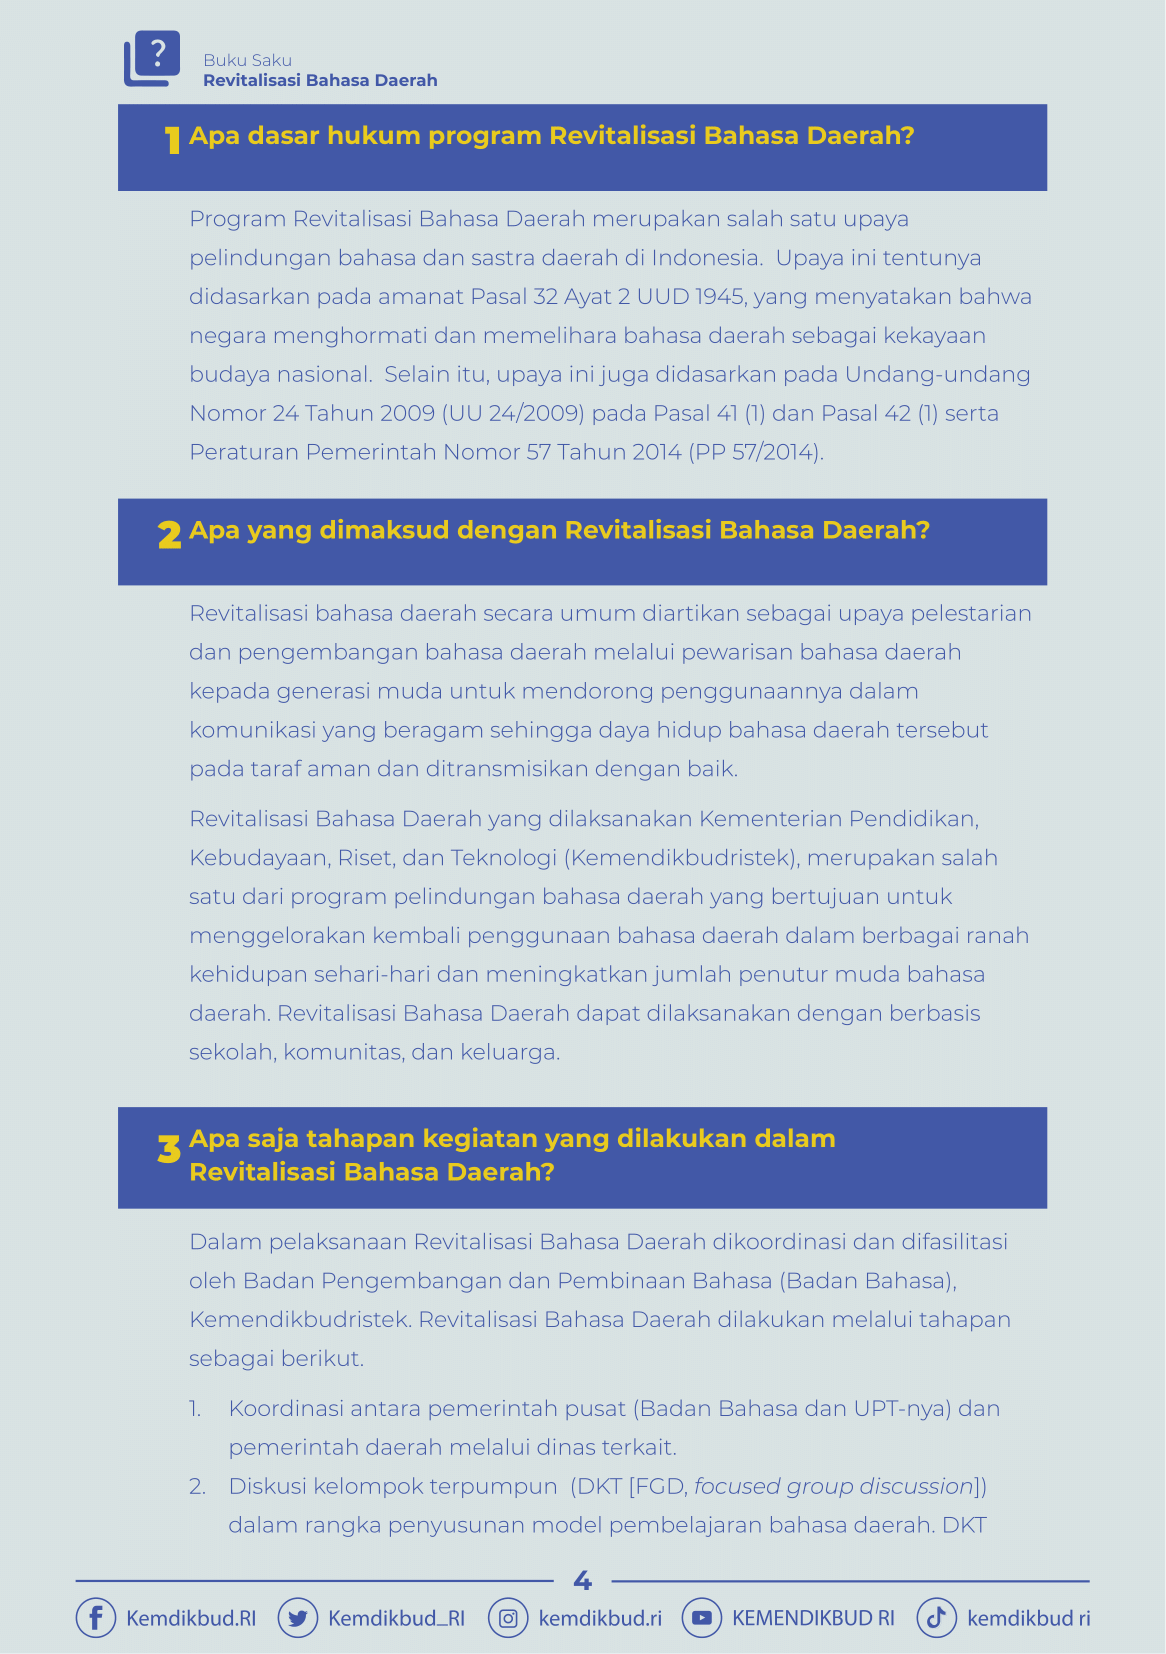 ?
Buku Saku
Revitalisasi Bahasa Daerah
1 Apa dasar hukum program Revitalisasi Bahasa Daerah?
Program Revitalisasi Bahasa Daerah merupakan salah satu upaya
pelindungan bahasa dan sastra daerah di Indonesia.  Upaya ini tentunya
didasarkan pada amanat Pasal 32 Ayat 2 UUD 1945, yang menyatakan bahwa
negara menghormati dan memelihara bahasa daerah sebagai kekayaan
budaya nasional.  Selain itu, upaya ini juga didasarkan pada Undang-undang
Nomor 24 Tahun 2009 (UU 24/2009) pada Pasal 41 (1) dan Pasal 42 (1) serta
Peraturan Pemerintah Nomor 57 Tahun 2014 (PP 57/2014).
2 Apa yang dimaksud dengan Revitalisasi Bahasa Daerah?
Revitalisasi bahasa daerah secara umum diartikan sebagai upaya pelestarian
dan pengembangan bahasa daerah melalui pewarisan bahasa daerah
kepada generasi muda untuk mendorong penggunaannya dalam
komunikasi yang beragam sehingga daya hidup bahasa daerah tersebut
pada taraf aman dan ditransmisikan dengan baik.
Revitalisasi Bahasa Daerah yang dilaksanakan Kementerian Pendidikan,
Kebudayaan, Riset, dan Teknologi (Kemendikbudristek), merupakan salah
satu dari program pelindungan bahasa daerah yang bertujuan untuk
menggelorakan kembali penggunaan bahasa daerah dalam berbagai ranah
kehidupan sehari-hari dan meningkatkan jumlah penutur muda bahasa
daerah. Revitalisasi Bahasa Daerah dapat dilaksanakan dengan berbasis
sekolah, komunitas, dan keluarga.
3 Apa saja tahapan kegiatan yang dilakukan dalam
Revitalisasi Bahasa Daerah?
Dalam pelaksanaan Revitalisasi Bahasa Daerah dikoordinasi dan difasilitasi
oleh Badan Pengembangan dan Pembinaan Bahasa (Badan Bahasa),
Kemendikbudristek. Revitalisasi Bahasa Daerah dilakukan melalui tahapan
sebagai berikut.
1. Koordinasi antara pemerintah pusat (Badan Bahasa dan UPT-nya) dan
pemerintah daerah melalui dinas terkait.
2. Diskusi kelompok terpumpun  (DKT [FGD, focused group discussion])
dalam rangka penyusunan model pembelajaran bahasa daerah. DKT
4
Kemdikbud.RI Kemdikbud_RI kemdikbud.ri KEMENDIKBUD RI kemdikbud ri